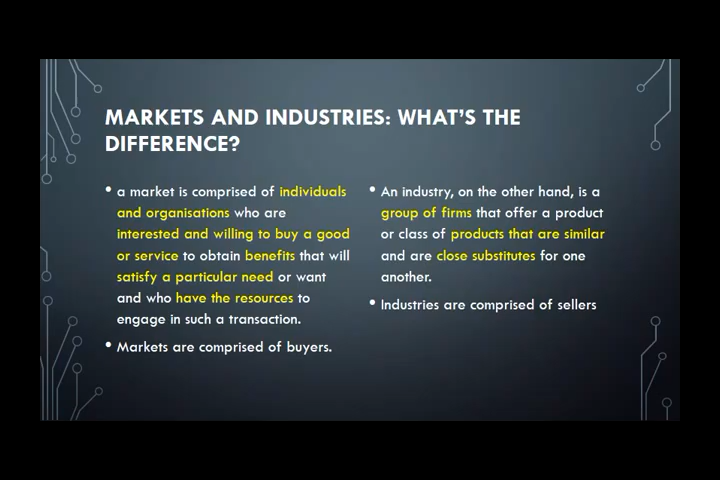 MARKETS AND INDUSTRIES: WHAT'S THE
DIFFERENCE?
• a market is comprised of individuals
and organisations who are
interested and willing to buy a good
or service to obtain benefits that will
satisfy a particular need or want
and who have the resources to
engage in such a transaction.
• Markets are comprised of buyers.
• An industry, on the other hand, is a
group of firms that offer a product
or class of products that are similar
and are close substitutes for one
another.
• Industries are comprised of sellers